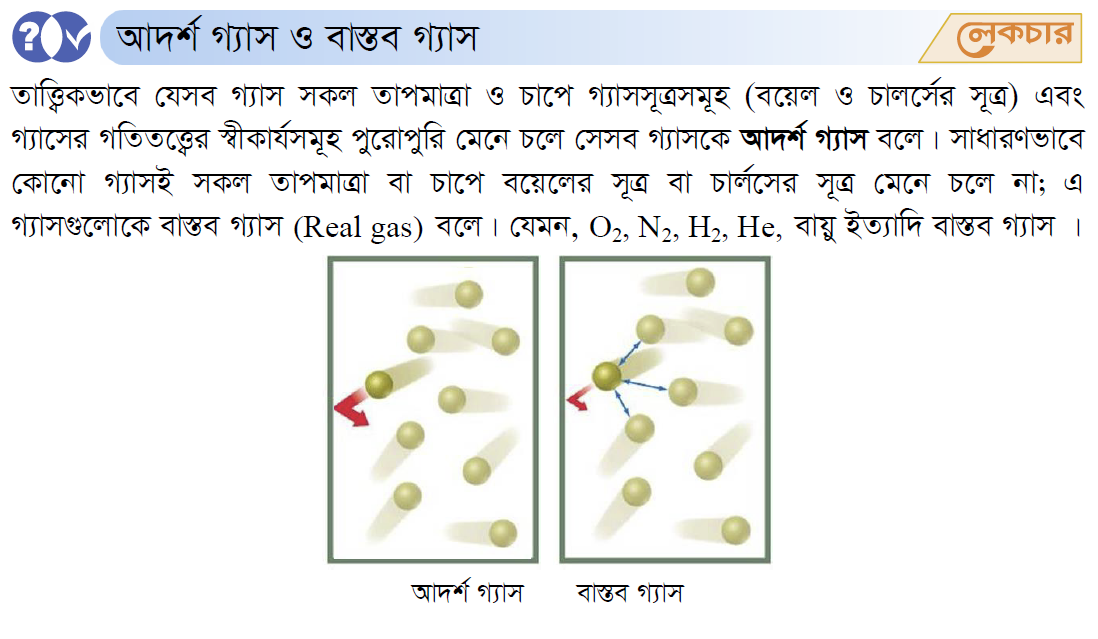 ?
আদর্শ গ্যাস ও বাস্তব গ্যাস
লেকচার
তাত্ত্বিকভাবে যেসব গ্যাস সকল তাপমাত্রা ও চাপে গ্যাসসূত্রসমূহ (বয়েল ও চালর্সের সূত্র) এবং
গ্যাসের গতিতত্ত্বের স্বীকার্যসমূহ পুরোপুরি মেনে চলে সেসব গ্যাসকে আদর্শ গ্যাস বলে। সাধারণভাবে
কোনো গ্যাসই সকল তাপমাত্রা বা চাপে বয়েলের সূত্র বা চার্লসের সূত্র মেনে চলে না; এ
গ্যাসগুলোকে বাস্তব গ্যাস (Real gas) বলে। যেমন, O₂, N₂, H₂, He, বায়ু ইত্যাদি বাস্তব গ্যাস ।
আদর্শ গ্যাস বাস্তব গ্যাস